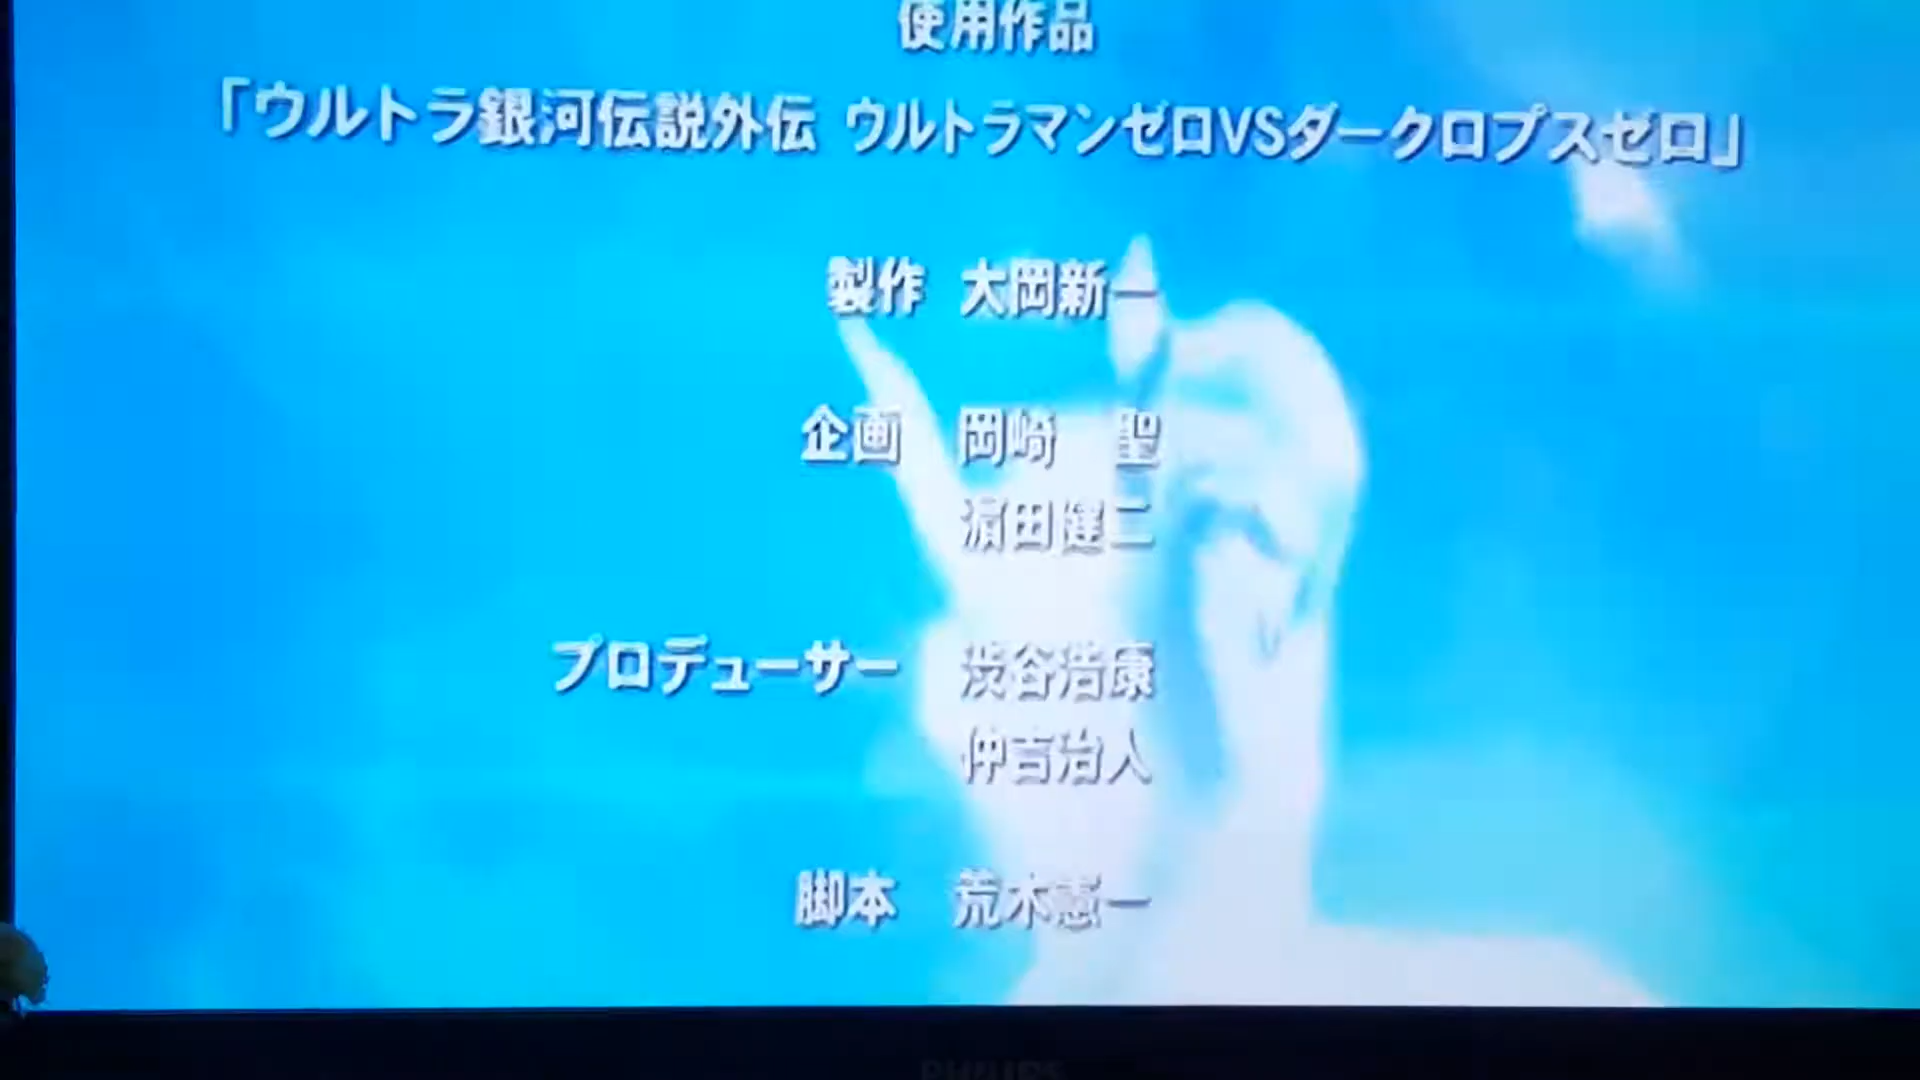 使用作品
「ウルトラ銀河伝説外伝 ウルトラマンゼロVSダークロプスゼロ」
製作 大岡新一
企画 岡崎 聖
濱田健二
プロデューサー 渋谷浩康
仲吉治人
脚本 荒木憲一
PHILIPS